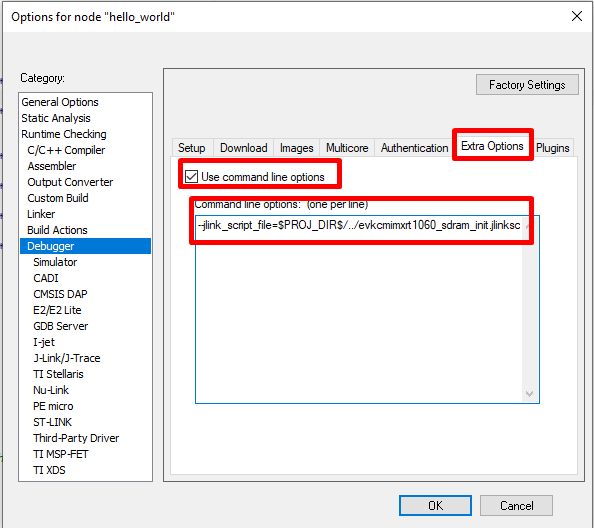 Options for node "hello_world"
Category:
Factory Settings
General Options
Static Analysis
Runtime Checking
C/C++ Compiler
Assembler
Output Converter
Custom Build
Linker
Build Actions
Debugger
Simulator
CADI
CMSIS DAP
E2/E2 Lite
GDB Server
I-jet
J-Link/J-Trace
TI Stellaris
Nu-Link
PE micro
ST-LINK
Third-Party Driver
TI MSP-FET
TI XDS
Setup Download Images Multicore Authentication Extra Options Plugins
Use command line options
Command line options: (one per line)
--jlink_script_file=$PROJ_DIR$/../evkcmimxrt1060_sdram_init.jlinksc
OK Cancel